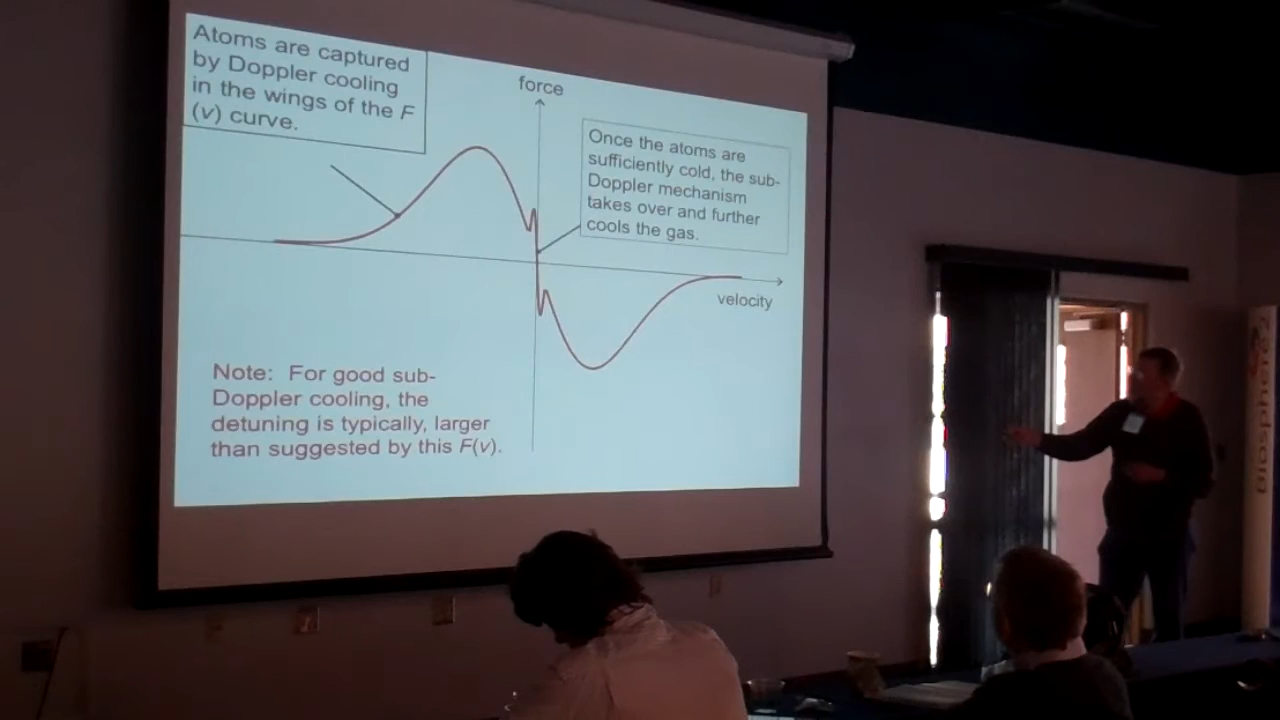 Atoms are captured
by Doppler cooling
in the wings of the F
(v) curve.
force
Once the atoms are
sufficiently cold, the sub-
Doppler mechanism
takes over and further
cools the gas.
velocity
Note: For good sub-
Doppler cooling, the
detuning is typically, larger
than suggested by this F(v).
Biosphere2